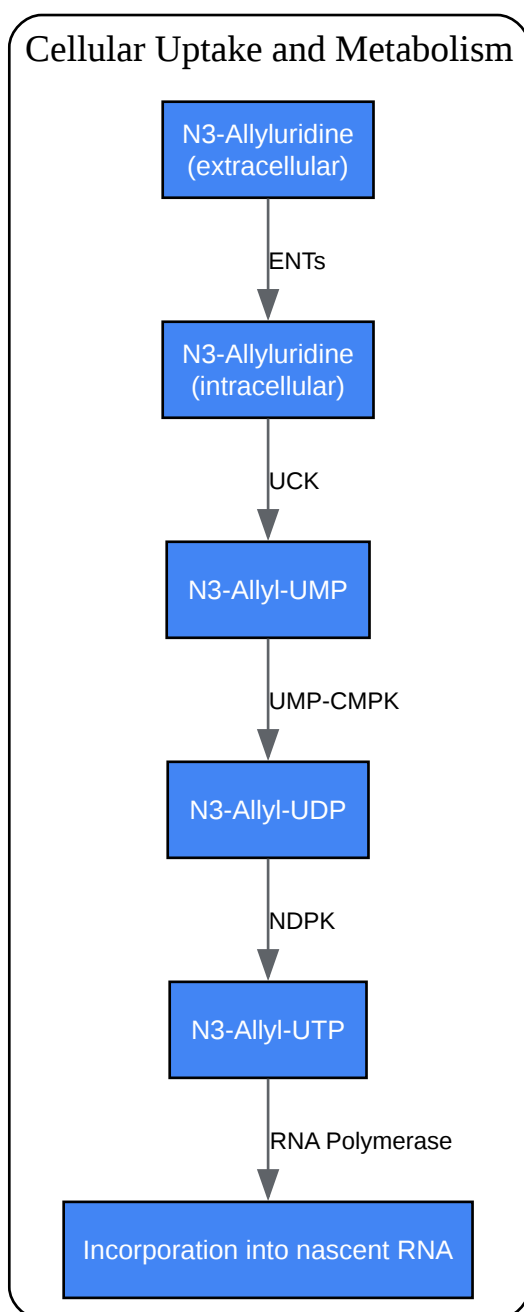 Cellular Uptake and Metabolism
N3-Allyluridine
(extracellular)
ENTs
N3-Allyluridine
(intracellular)
UCK
N3-Allyl-UMP
UMP-CMPK
N3-Allyl-UDP
NDPK
N3-Allyl-UTP
RNA Polymerase
Incorporation into nascent RNA